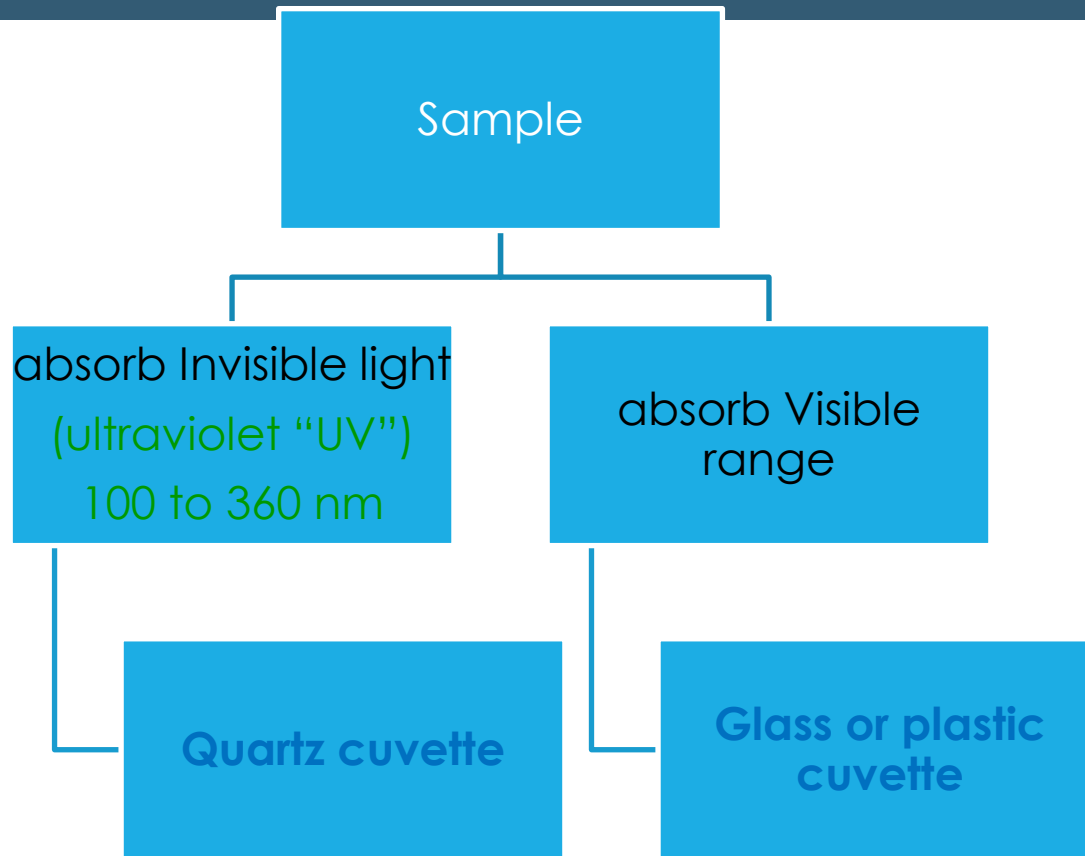 Sample
absorb Invisible light
(ultraviolet “UV”)
100 to 360 nm
absorb Visible
range
Quartz cuvette
Glass or plastic
cuvette